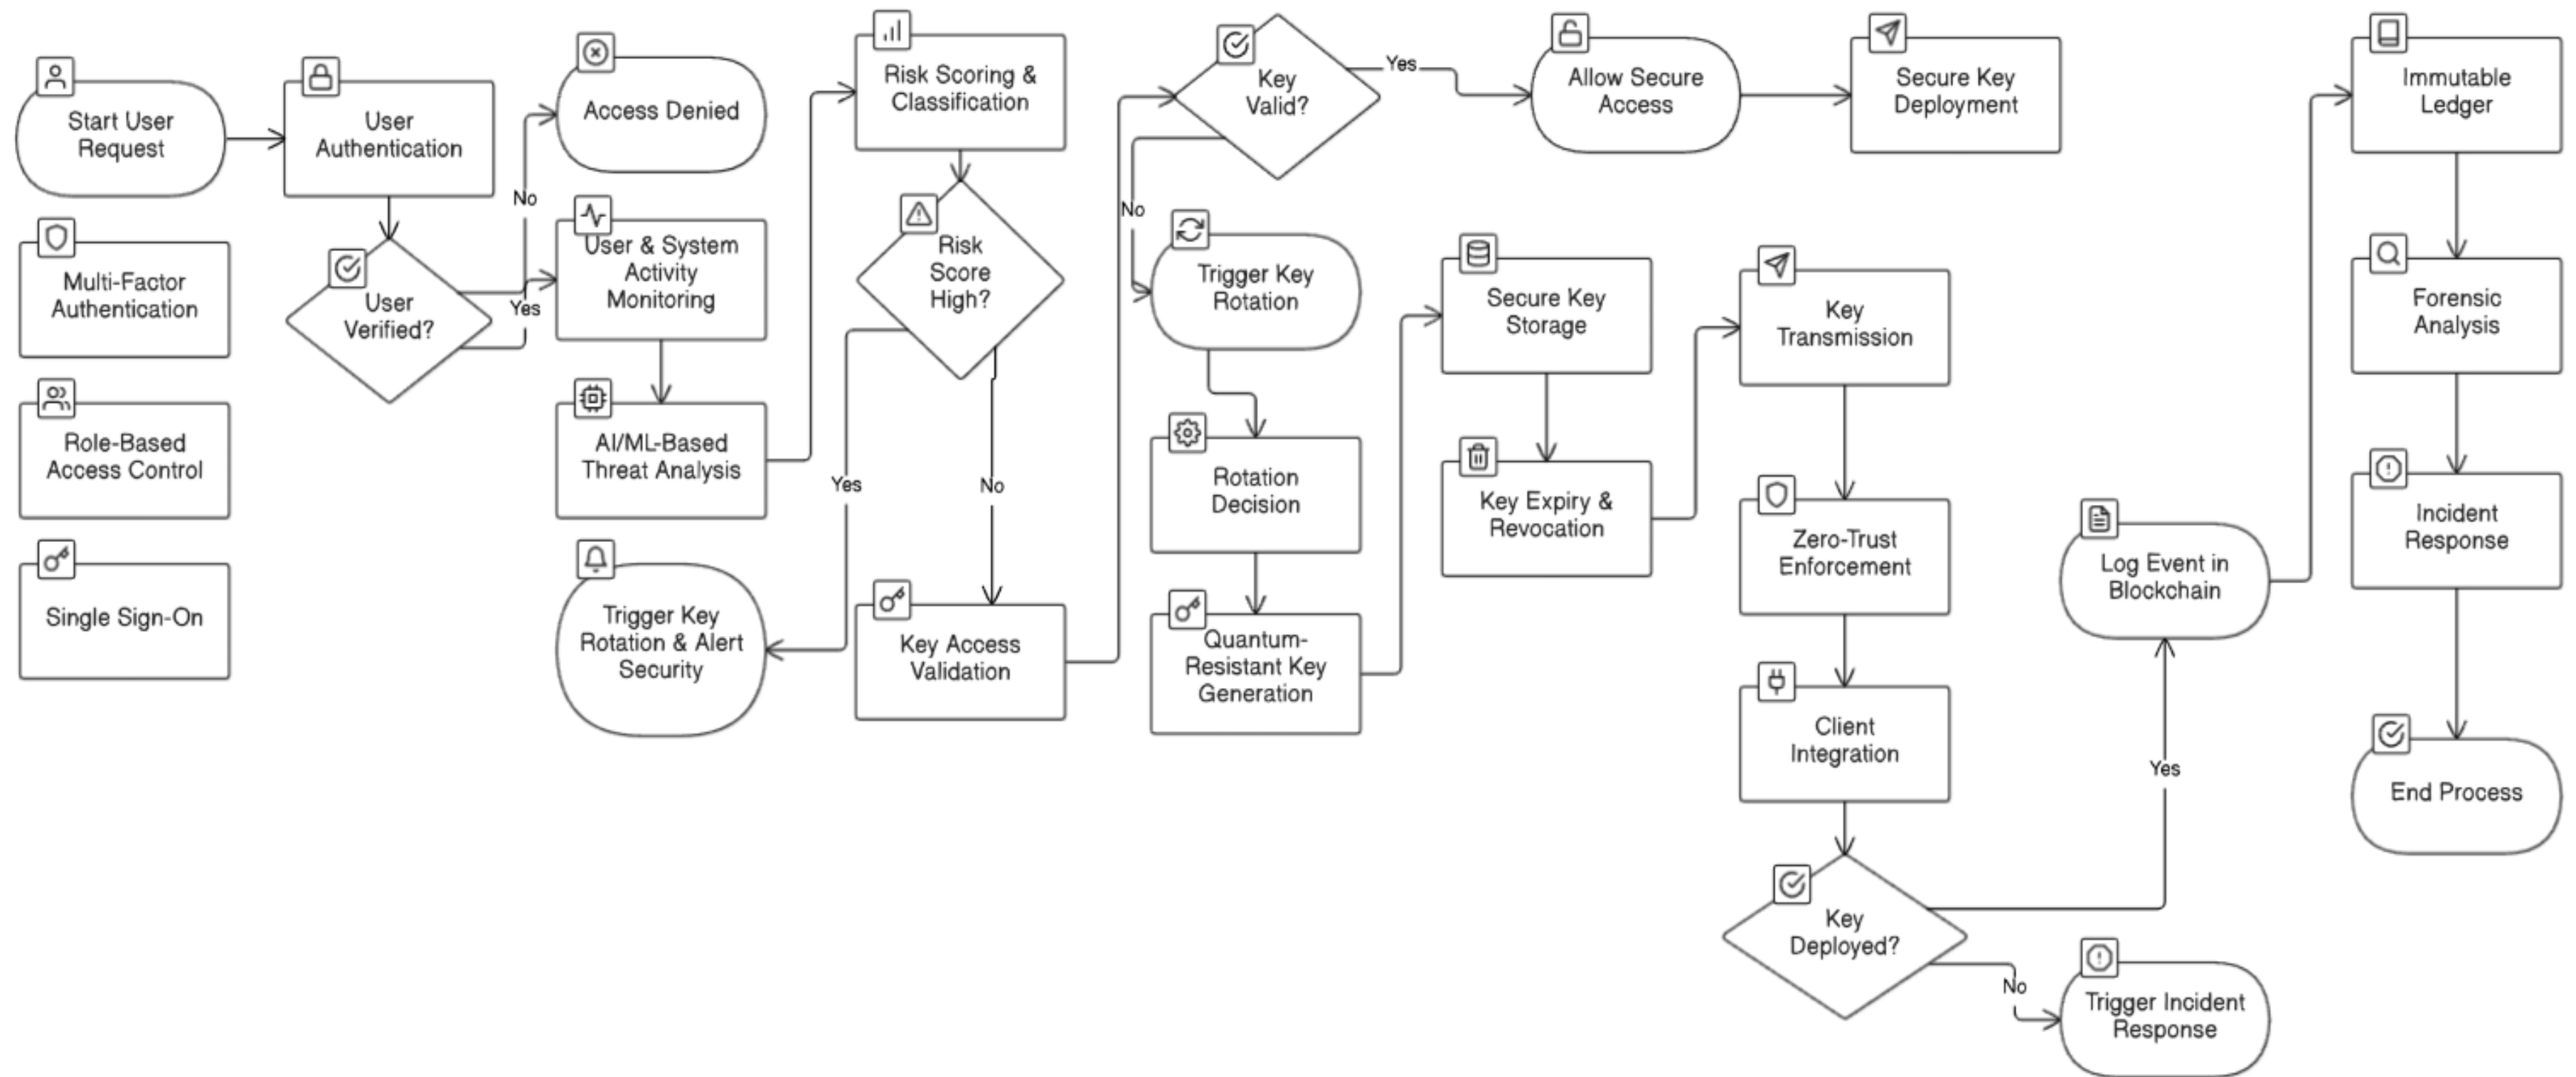 Start User
Request
Multi-Factor
Authentication
Role-Based
Access Control
Single Sign-On
User
Authentication
User
Verified?
No
Yes
Access Denied
User & System
Activity
Monitoring
AI/ML-Based
Threat Analysis
Trigger Key
Rotation & Alert
Security
Risk Scoring &
Classification
Risk
Score
High?
Yes
No
Key Access
Validation
Key
Valid?
Yes
No
Trigger Key
Rotation
Rotation
Decision
Quantum-
Resistant Key
Generation
Allow Secure
Access
Secure Key
Deployment
Secure Key
Storage
Key Expiry &
Revocation
Key
Transmission
Zero-Trust
Enforcement
Client
Integration
Key
Deployed?
Yes
No
Log Event in
Blockchain
Trigger Incident
Response
Immutable
Ledger
Forensic
Analysis
Incident
Response
End Process